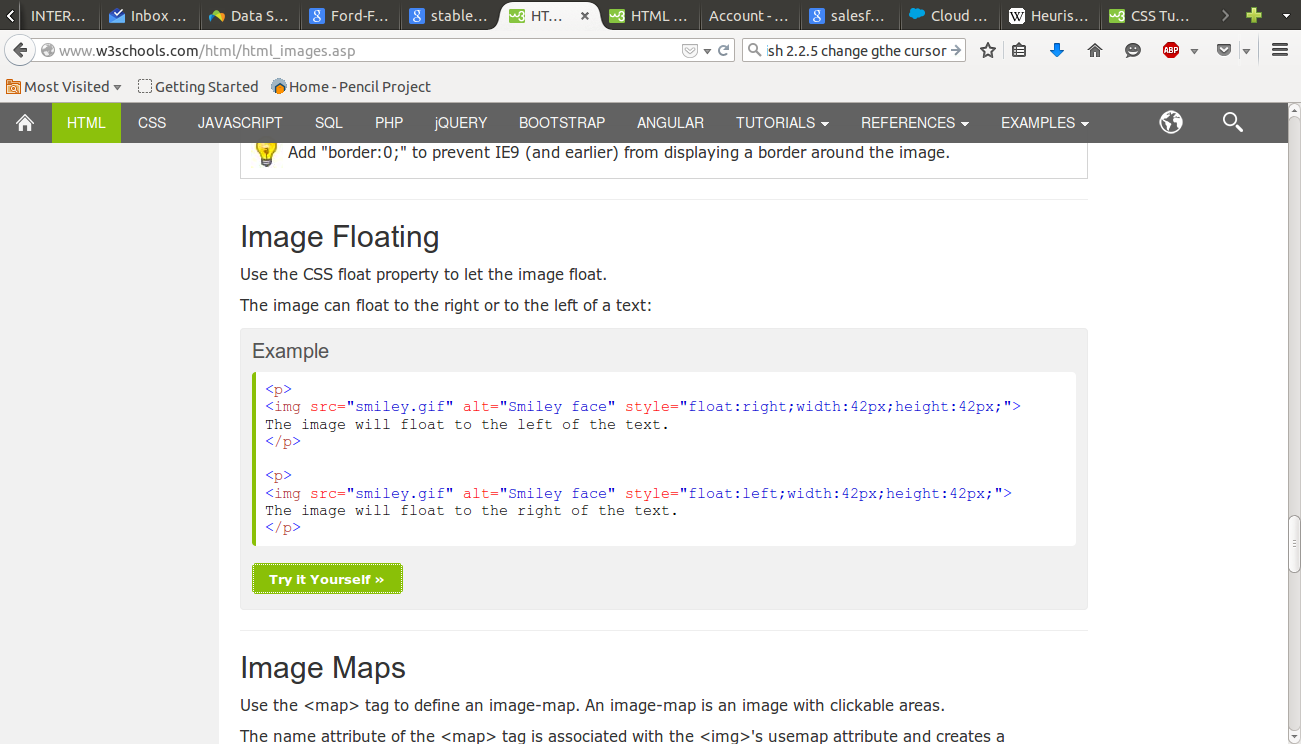 INTER... Inbox ... Data S... Ford-F... stable... HT... HTML ... Account - ... salesf... Cloud ... Heuris... CSS Tu...
www.w3schools.com/html/html_images.asp sh 2.2.5 change gthe cursor ABP
Most Visited Getting Started Home - Pencil Project
HTML CSS JAVASCRIPT SQL PHP jQUERY BOOTSTRAP ANGULAR TUTORIALS REFERENCES EXAMPLES
Add "border:0;" to prevent IE9 (and earlier) from displaying a border around the image.
Image Floating
Use the CSS float property to let the image float.
The image can float to the right or to the left of a text:
Example
<p>
<img src="smiley.gif" alt="Smiley face" style="float:right;width:42px;height:42px;">
The image will float to the left of the text.
</p>
<p>
<img src="smiley.gif" alt="Smiley face" style="float:left;width:42px;height:42px;">
The image will float to the right of the text.
</p>
Try it Yourself »
Image Maps
Use the <map> tag to define an image-map. An image-map is an image with clickable areas.
The name attribute of the <map> tag is associated with the <img>'s usemap attribute and creates a